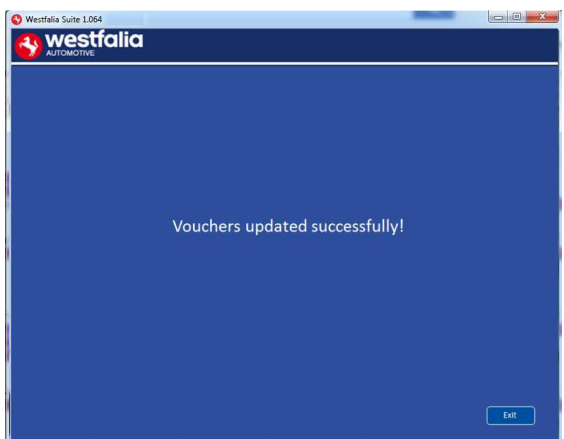 Westfalia Suite 1.064
westfalia
AUTOMOTIVE
Vouchers updated successfully!
Exit